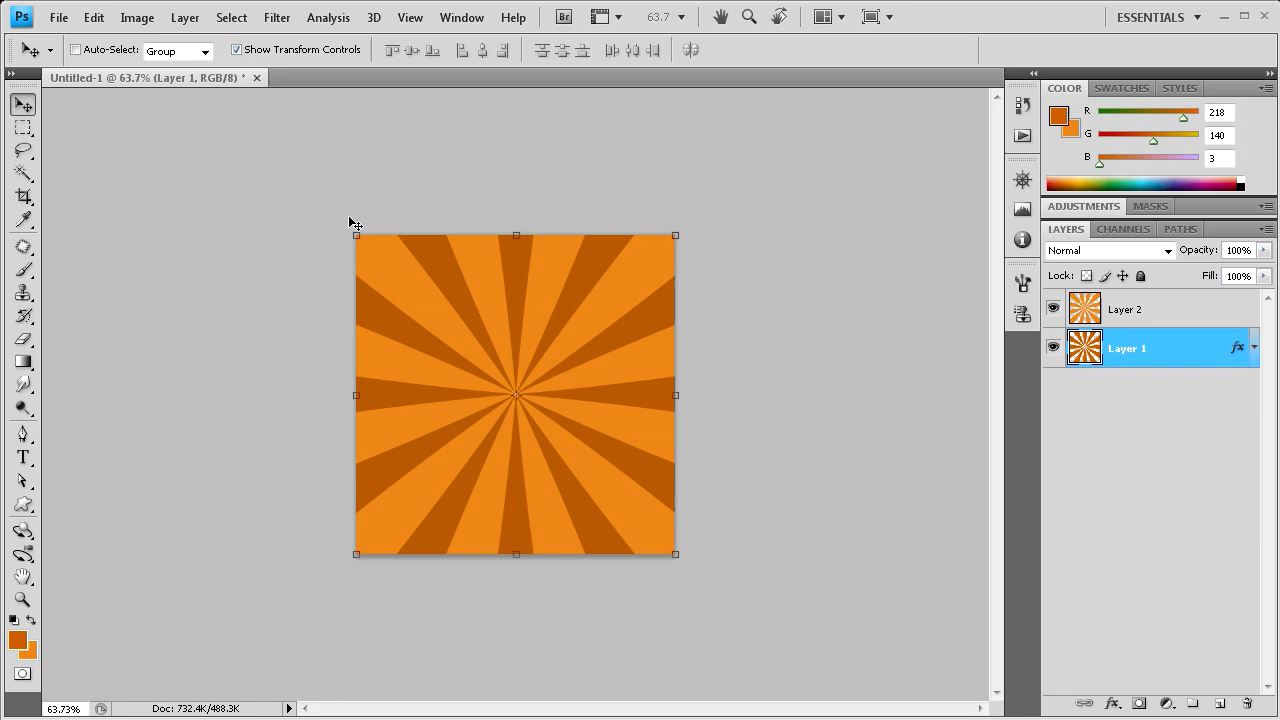 Ps File Edit Image Layer Select Filter Analysis 3D View Window Help Br 63.7 ESSENTIALS
Auto-Select: Group Show Transform Controls
Untitled-1 @ 63.7% (Layer 1, RGB/8) *
COLOR SWATCHES STYLES
R 218
G 140
B 3
ADJUSTMENTS MASKS
LAYERS CHANNELS PATHS
Normal Opacity: 100%
Lock: Fill: 100%
Layer 2
Layer 1 fx
T
63.73% Doc: 732.4K/488.3K fx